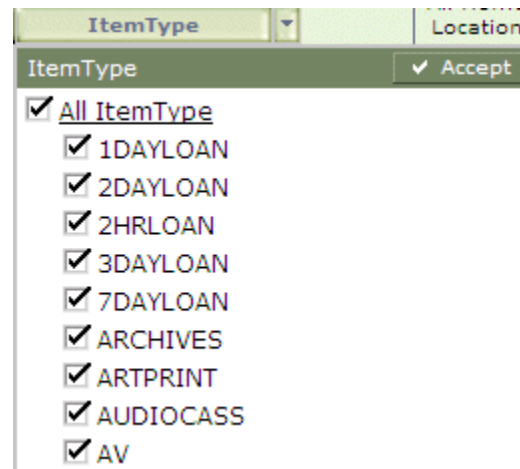 ItemType
Location
ItemType Accept
All ItemType
1DAYLOAN
2DAYLOAN
2HRLOAN
3DAYLOAN
7DAYLOAN
ARCHIVES
ARTPRINT
AUDIOCASS
AV